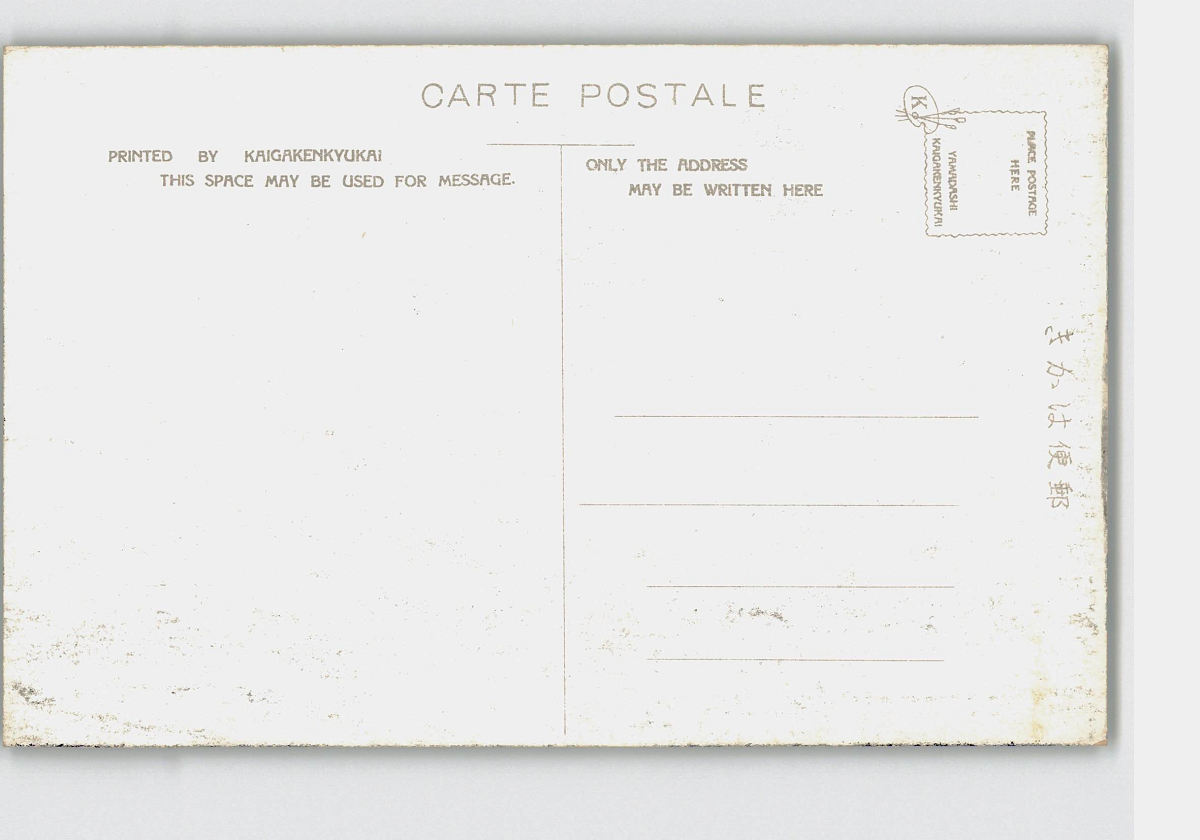 CARTE POSTALE
PRINTED BY KAIGAKENKYUKAI
THIS SPACE MAY BE USED FOR MESSAGE.
ONLY THE ADDRESS
MAY BE WRITTEN HERE
K
PLACE POSTAGE
HERE
YAMADASHI
KAIGAKENKYUKAI
きかは便郵